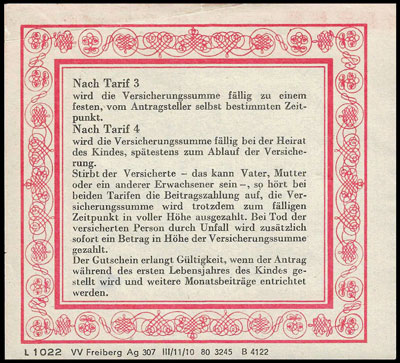 Nach Tarif 3
wird die Versicherungssumme fällig zu einem
festen, vom Antragsteller selbst bestimmten Zeit-
punkt.
Nach Tarif 4
wird die Versicherungssumme fällig bei der Heirat
des Kindes, spätestens zum Ablauf der Versiche-
rung.
Stirbt der Versicherte – das kann Vater, Mutter
oder ein anderer Erwachsener sein –, so hört bei
beiden Tarifen die Beitragszahlung auf, die Ver-
sicherungssumme wird trotzdem zum fälligen
Zeitpunkt in voller Höhe ausgezahlt. Bei Tod der
versicherten Person durch Unfall wird zusätzlich
sofort ein Betrag in Höhe der Versicherungssumme
gezahlt.
Der Gutschein erlangt Gültigkeit, wenn der Antrag
während des ersten Lebensjahres des Kindes ge-
stellt wird und weitere Monatsbeiträge entrichtet
werden.
L 1022 VV Freiberg Ag 307 III/11/10 80 3245 B 4122